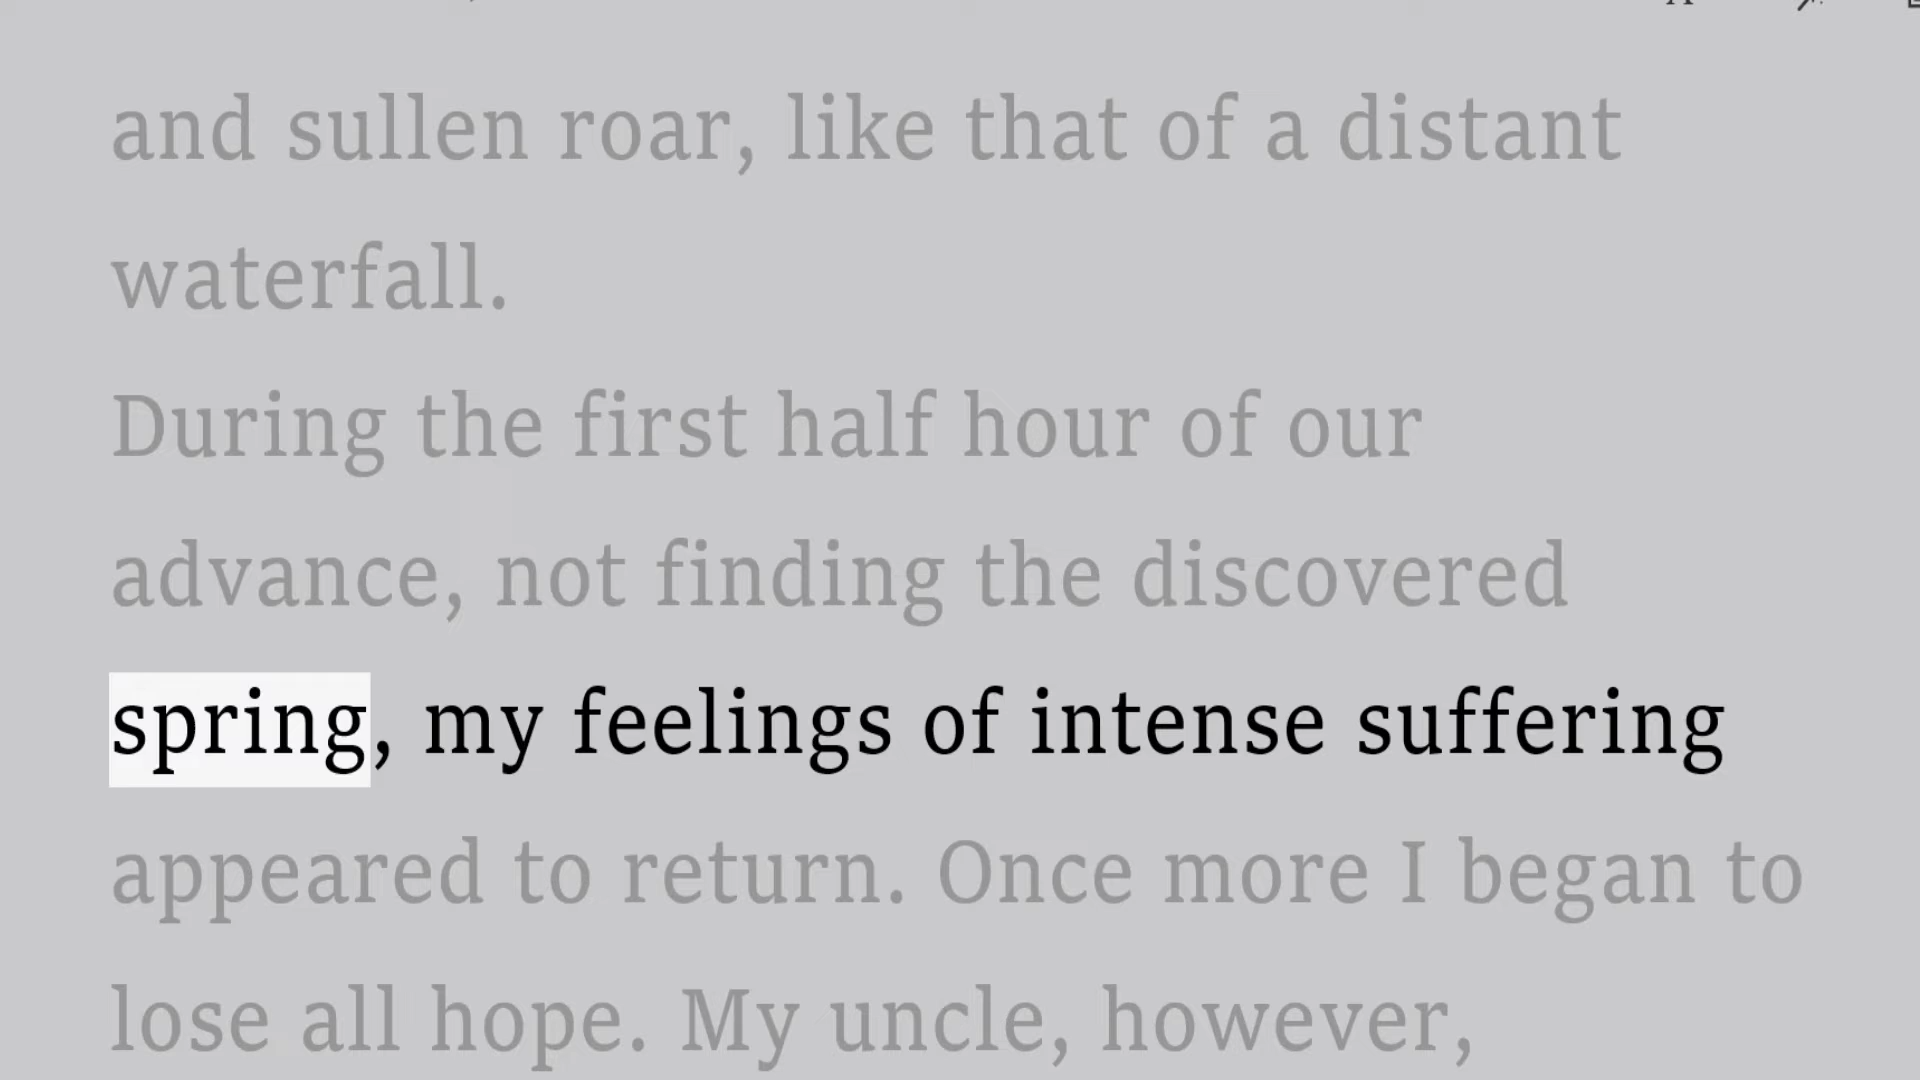 and sullen roar, like that of a distant
waterfall.
During the first half hour of our
advance, not finding the discovered
spring, my feelings of intense suffering
appeared to return. Once more I began to
lose all hope. My uncle, however,